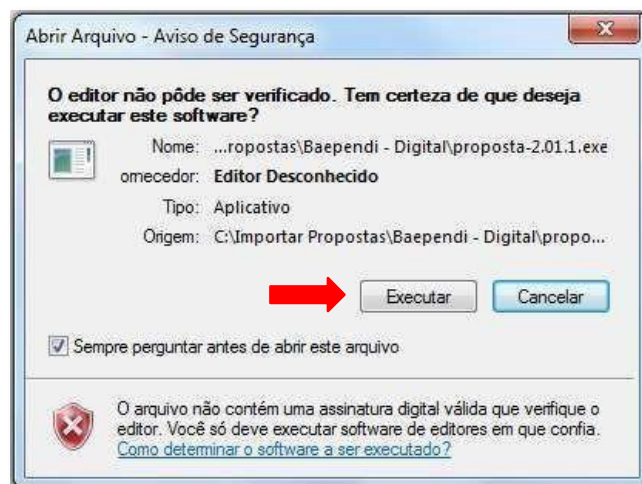 Abrir Arquivo - Aviso de Segurança
O editor não pôde ser verificado. Tem certeza de que deseja
executar este software?
Nome: ...ropostas\Baependi - Digital\proposta-2.01.1.exe
omecedor: Editor Desconhecido
Tipo: Aplicativo
Origem: C:\Importar Propostas\Baependi - Digital\propo...
Executar Cancelar
Sempre perguntar antes de abrir este arquivo
O arquivo não contém uma assinatura digital válida que verifique o
editor. Você só deve executar software de editores em que confia.
Como determinar o software a ser executado?